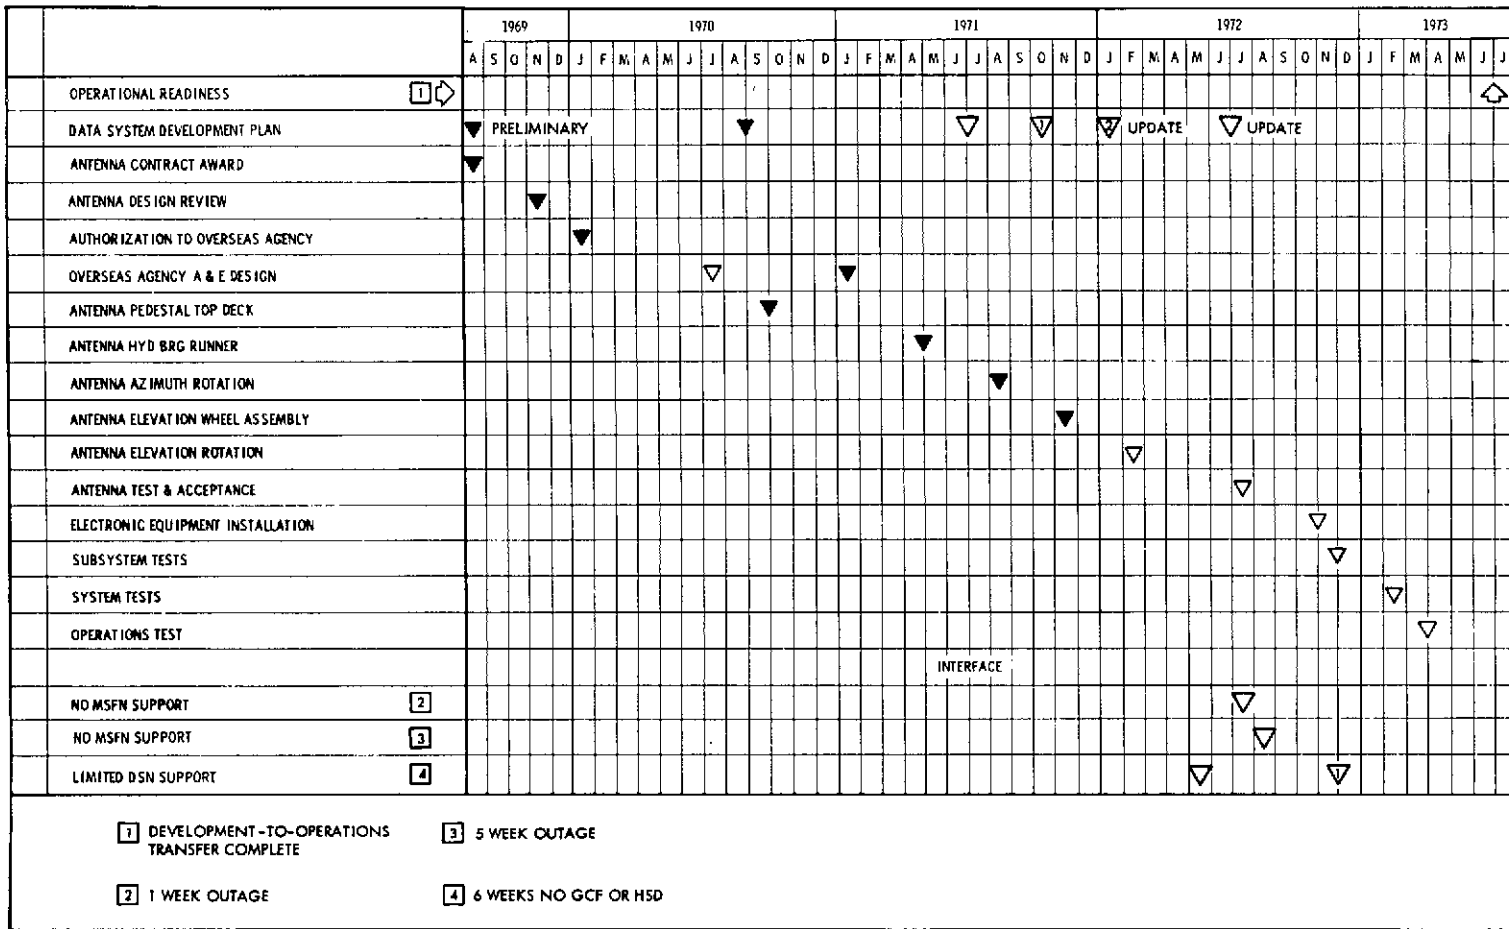 1969 1970 1971 1972 1973
A S O N D J F M A M J J A S O N D J F M A M J J A S O N D J F M A M J J A S O N D J F M A M J J
OPERATIONAL READINESS 1
DATA SYSTEM DEVELOPMENT PLAN PRELIMINARY 1 2 UPDATE UPDATE
ANTENNA CONTRACT AWARD
ANTENNA DESIGN REVIEW
AUTHORIZATION TO OVERSEAS AGENCY
OVERSEAS AGENCY A & E DESIGN
ANTENNA PEDESTAL TOP DECK
ANTENNA HYD BRG RUNNER
ANTENNA AZIMUTH ROTATION
ANTENNA ELEVATION WHEEL ASSEMBLY
ANTENNA ELEVATION ROTATION
ANTENNA TEST & ACCEPTANCE
ELECTRONIC EQUIPMENT INSTALLATION
SUBSYSTEM TESTS
SYSTEM TESTS
OPERATIONS TEST
INTERFACE
NO MSFN SUPPORT 2
NO MSFN SUPPORT 3
LIMITED DSN SUPPORT 4 1
1 DEVELOPMENT-TO-OPERATIONS
TRANSFER COMPLETE
3 5 WEEK OUTAGE
2 1 WEEK OUTAGE
4 6 WEEKS NO GCF OR HSD